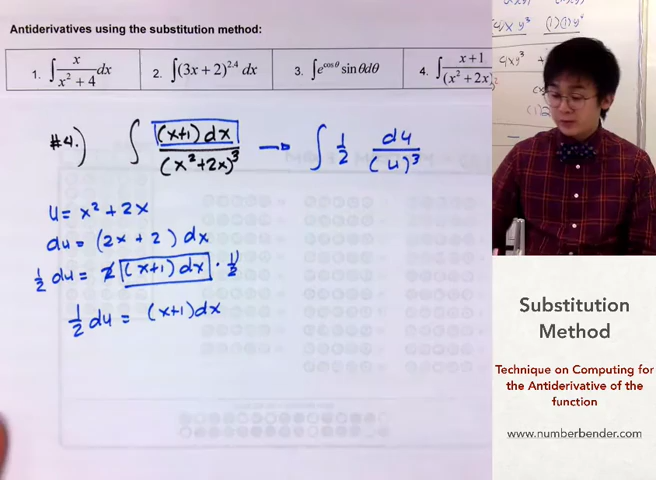 Antiderivatives using the substitution method:
1. ∫ x/(x² + 4) dx 2. ∫(3x + 2)^2.4 dx 3. ∫e^cosθ sin θdθ 4. ∫ x + 1/(x² + 2x)
#4.) ∫ (x+1) dx/(x²+2x)³ → ∫ 1/2 du/(u)³
u = x² + 2x
du = (2x + 2) dx
1/2 du = 2 (x+1) dx · 1/2
1/2 du = (x+1) dx
Substitution
Method
Technique on Computing for
the Antiderivative of the
function
www.numberbender.com